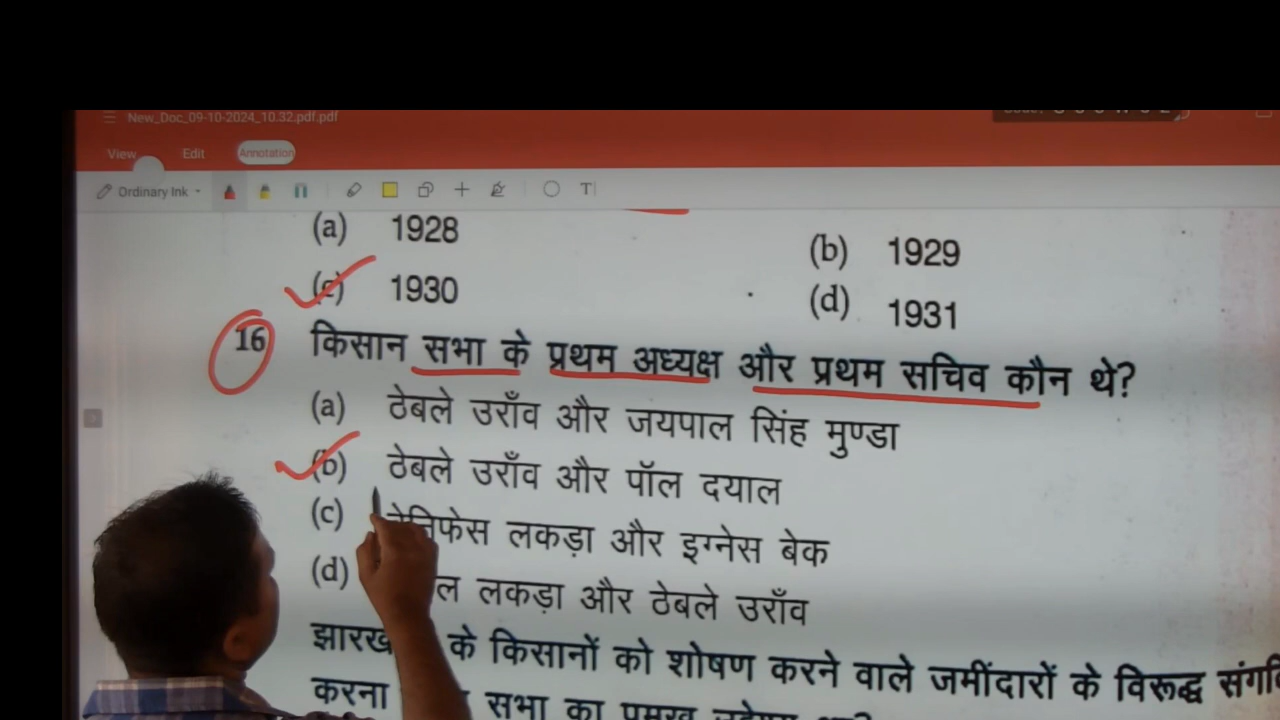 New_Doc_09-10-2024_10.32.pdf.pdf
View Edit Annotation
Ordinary Ink T
(a) 1928
(b) 1929
(c) 1930
(d) 1931
16 किसान सभा के प्रथम अध्यक्ष और प्रथम सचिव कौन थे?
(a) ठेबले उराँव और जयपाल सिंह मुण्डा
(b) ठेबले उराँव और पॉल दयाल
(c) लकड़ा और इग्नेस बेक
(d) लकड़ा और ठेबले उराँव
के किसानों को शोषण करने वाले जमींदारों के विरूद्ध
करना सभा का